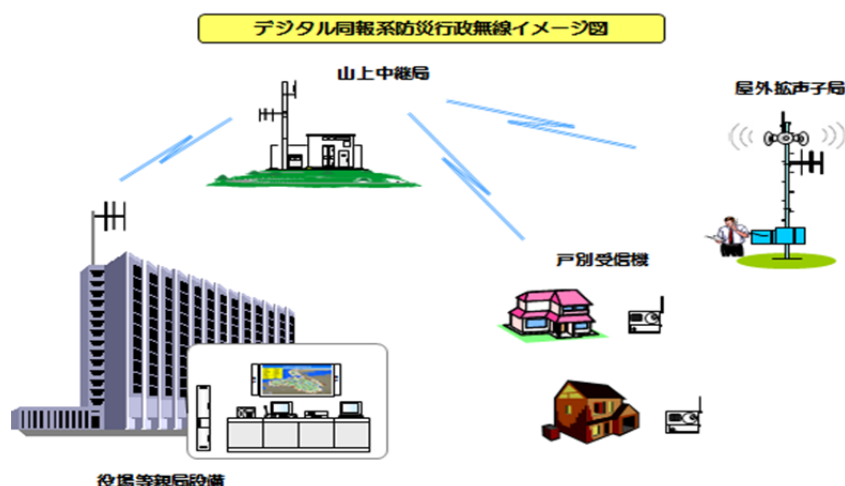 デジタル同報系防災行政無線イメージ図
山上中継局
屋外拡声子局
戸別受信機
役場等親局設備